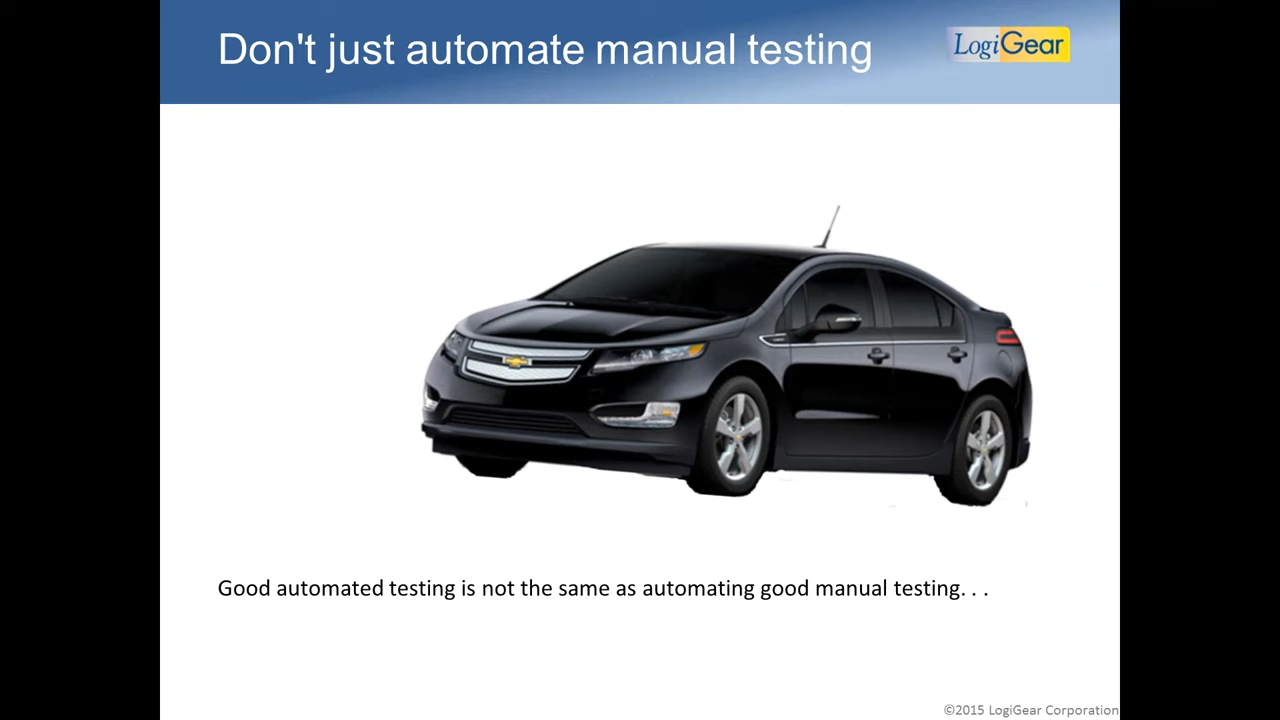 Don't just automate manual testing
LogiGear
Good automated testing is not the same as automating good manual testing. . .
©2015 LogiGear Corporation